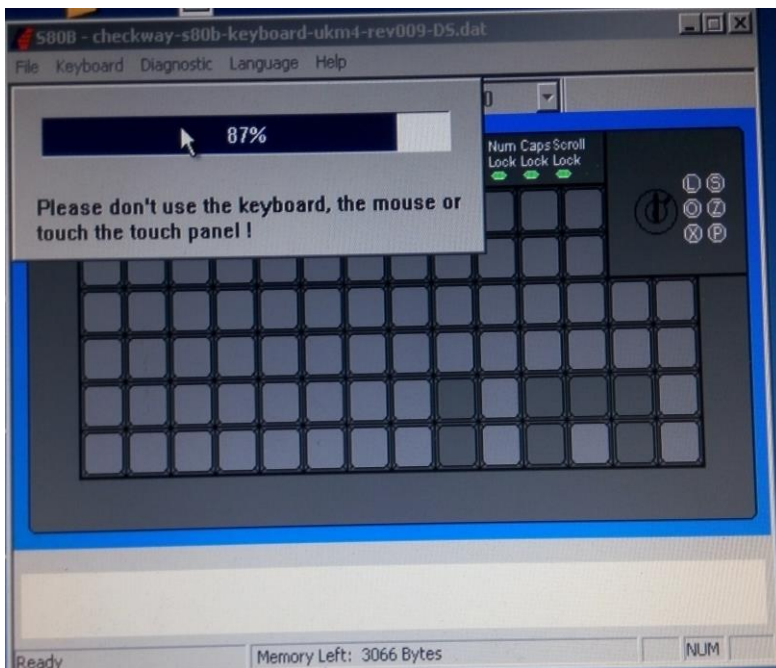 S80B - checkway-s80b-keyboard-ukm4-rev009-DS.dat
File Keyboard Diagnostic Language Help
0
87%
Please don't use the keyboard, the mouse or
touch the touch panel !
Num Caps Scroll
Lock Lock Lock
L S
O Z
X P
Ready Memory Left: 3066 Bytes NUM